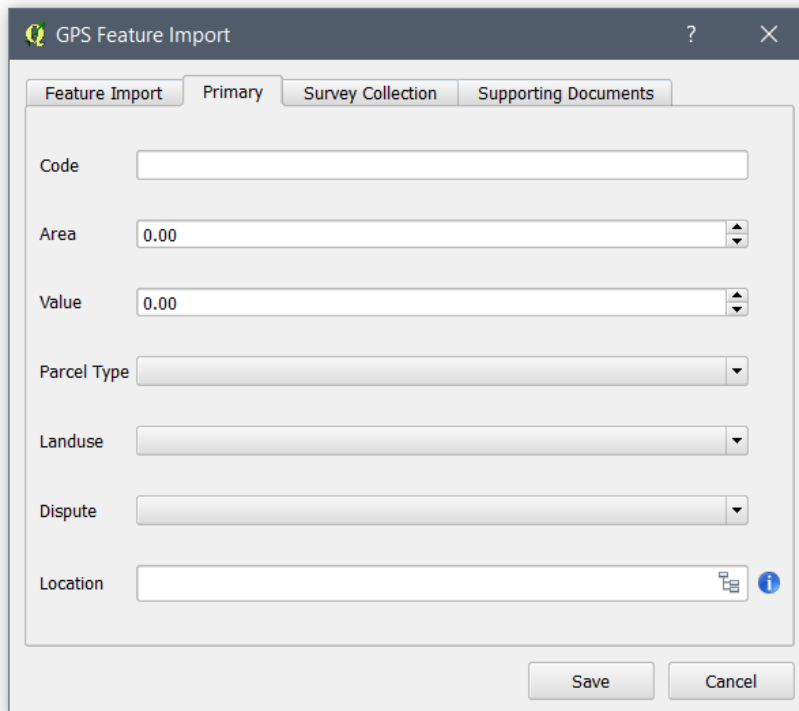 GPS Feature Import
Feature Import Primary Survey Collection Supporting Documents
Code
Area 0.00
Value 0.00
Parcel Type
Landuse
Dispute
Location
Save Cancel